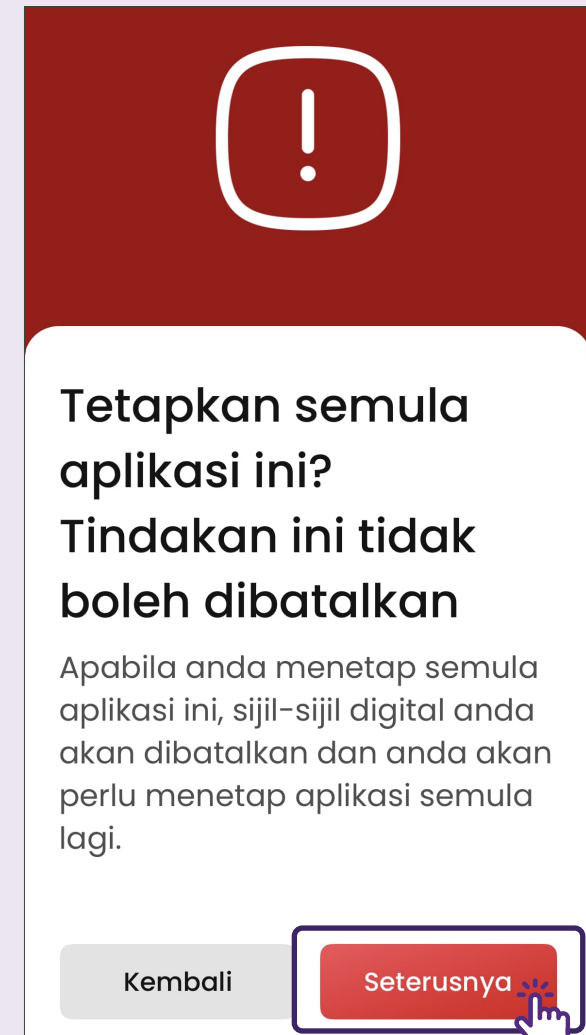 Tetapkan semula
aplikasi ini?
Tindakan ini tidak
boleh dibatalkan
Apabila anda menetap semula
aplikasi ini, sijil-sijil digital anda
akan dibatalkan dan anda akan
perlu menetap aplikasi semula
lagi.
Kembali
Seterusnya